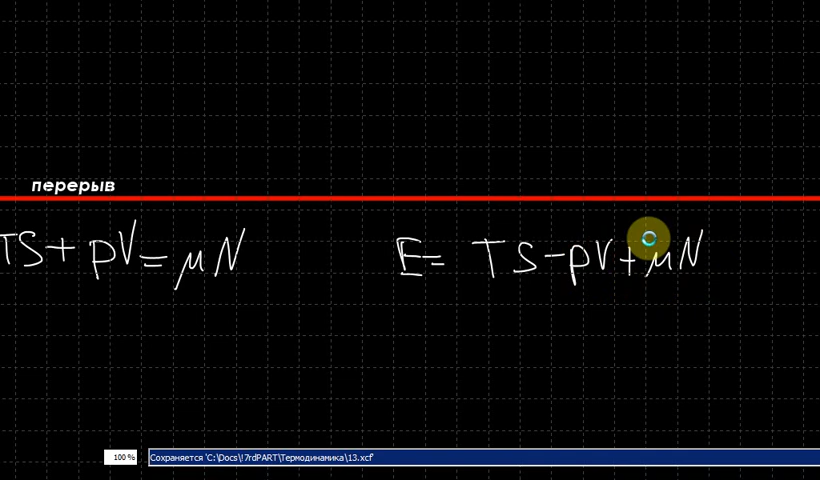 перерыв
TS+pV=μN E= TS-pV+μN
100 % Сохраняется 'C:\Docs\!7rdPART\Термодинамика\13.xcf'